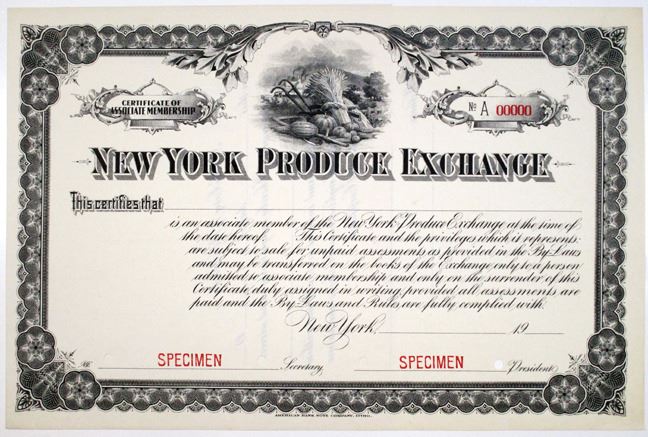 CERTIFICATE OF
ASSOCIATE MEMBERSHIP
No A 00000
NEW YORK PRODUCE EXCHANGE
This certifies that
is an associate member of the New York Produce Exchange at the time of
the date hereof. This Certificate and the privileges which it represents
are subject to sale for unpaid assessments as provided in the By-Laws
and may be transferred on the books of the Exchange only to a person
admitted to associate membership and only on the surrender of this
Certificate duly assigned in writing, provided all assessments are
paid and the By-Laws and Rules are fully complied with.
New York, 19
SPECIMEN Secretary, SPECIMEN President
AMERICAN BANK NOTE COMPANY, LITHO.